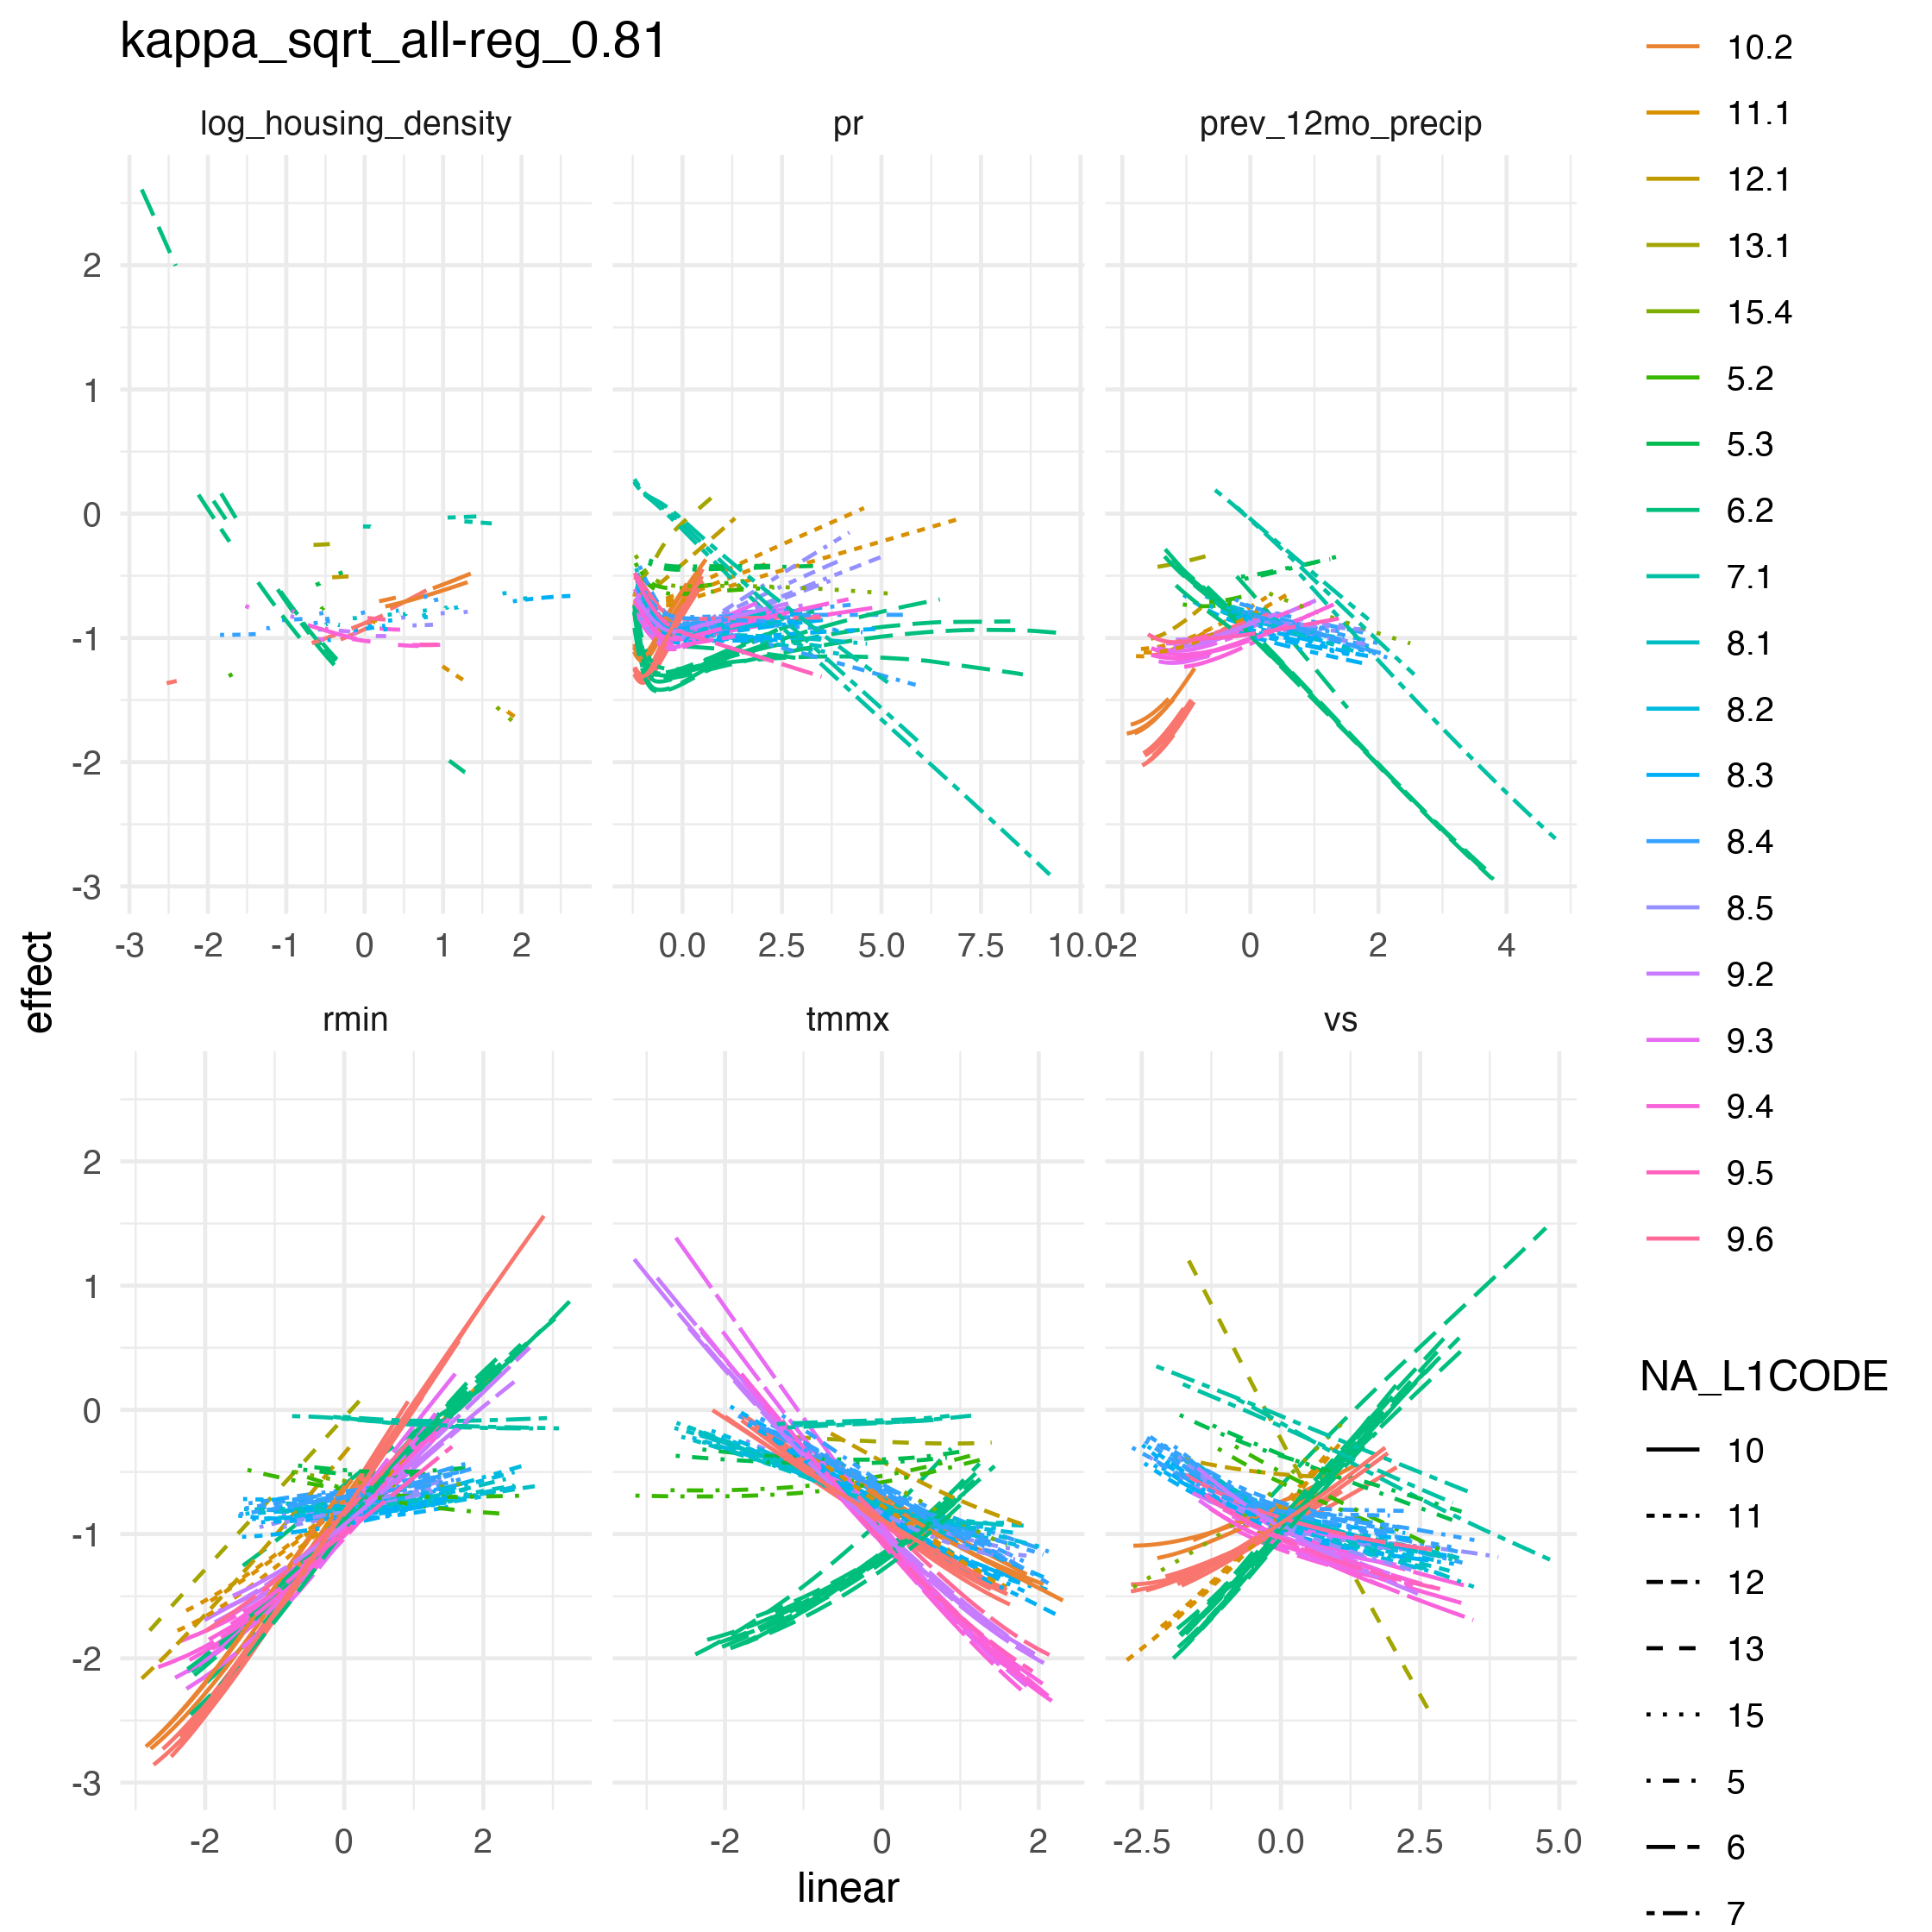 kappa_sqrt_all-reg_0.81
log_housing_density
pr
prev_12mo_precip
2
1
0
-1
-2
-3
-3 -2 -1 0 1 2
0.0 2.5 5.0 7.5 10.0
-2 0 2 4
effect
rmin
tmmx
vs
2
1
0
-1
-2
-3
-2 0 2
-2 0 2
-2.5 0.0 2.5 5.0
linear
10.2
11.1
12.1
13.1
15.4
5.2
5.3
6.2
7.1
8.1
8.2
8.3
8.4
8.5
9.2
9.3
9.4
9.5
9.6
NA_L1CODE
10
11
12
13
15
5
6
7